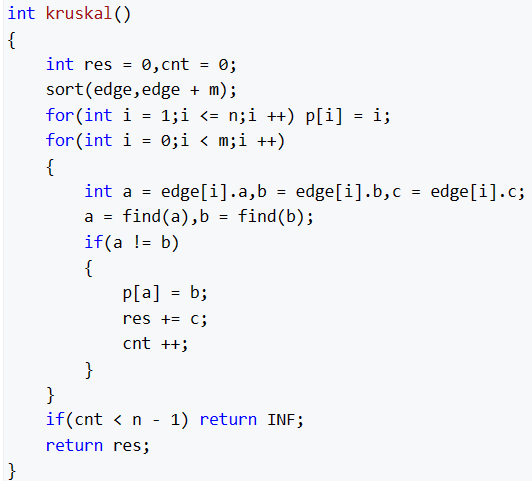 int kruskal()
{
    int res = 0,cnt = 0;
    sort(edge,edge + m);
    for(int i = 1;i <= n;i ++) p[i] = i;
    for(int i = 0;i < m;i ++)
    {
        int a = edge[i].a,b = edge[i].b,c = edge[i].c;
        a = find(a),b = find(b);
        if(a != b)
        {
            p[a] = b;
            res += c;
            cnt ++;
        }
    }
    if(cnt < n - 1) return INF;
    return res;
}